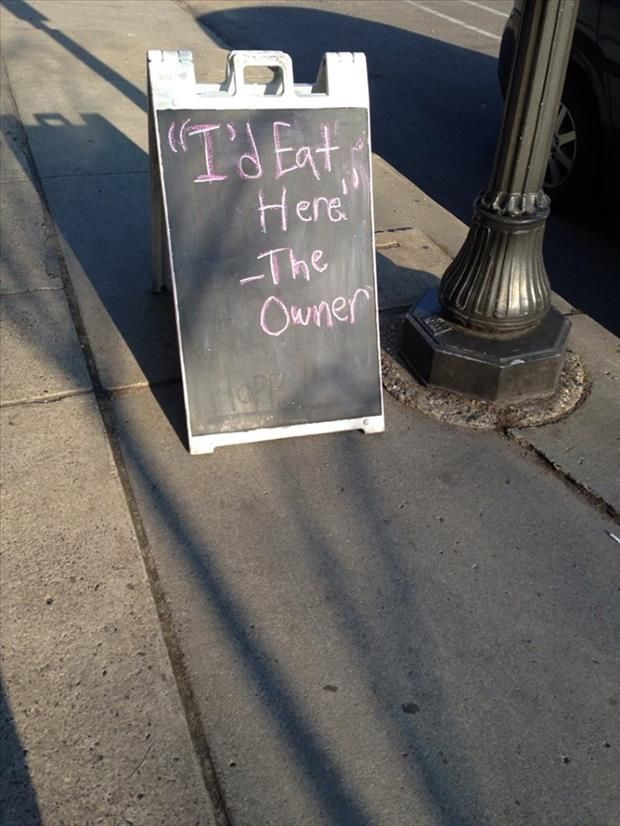 "I'd Eat
Here."
-The
Owner